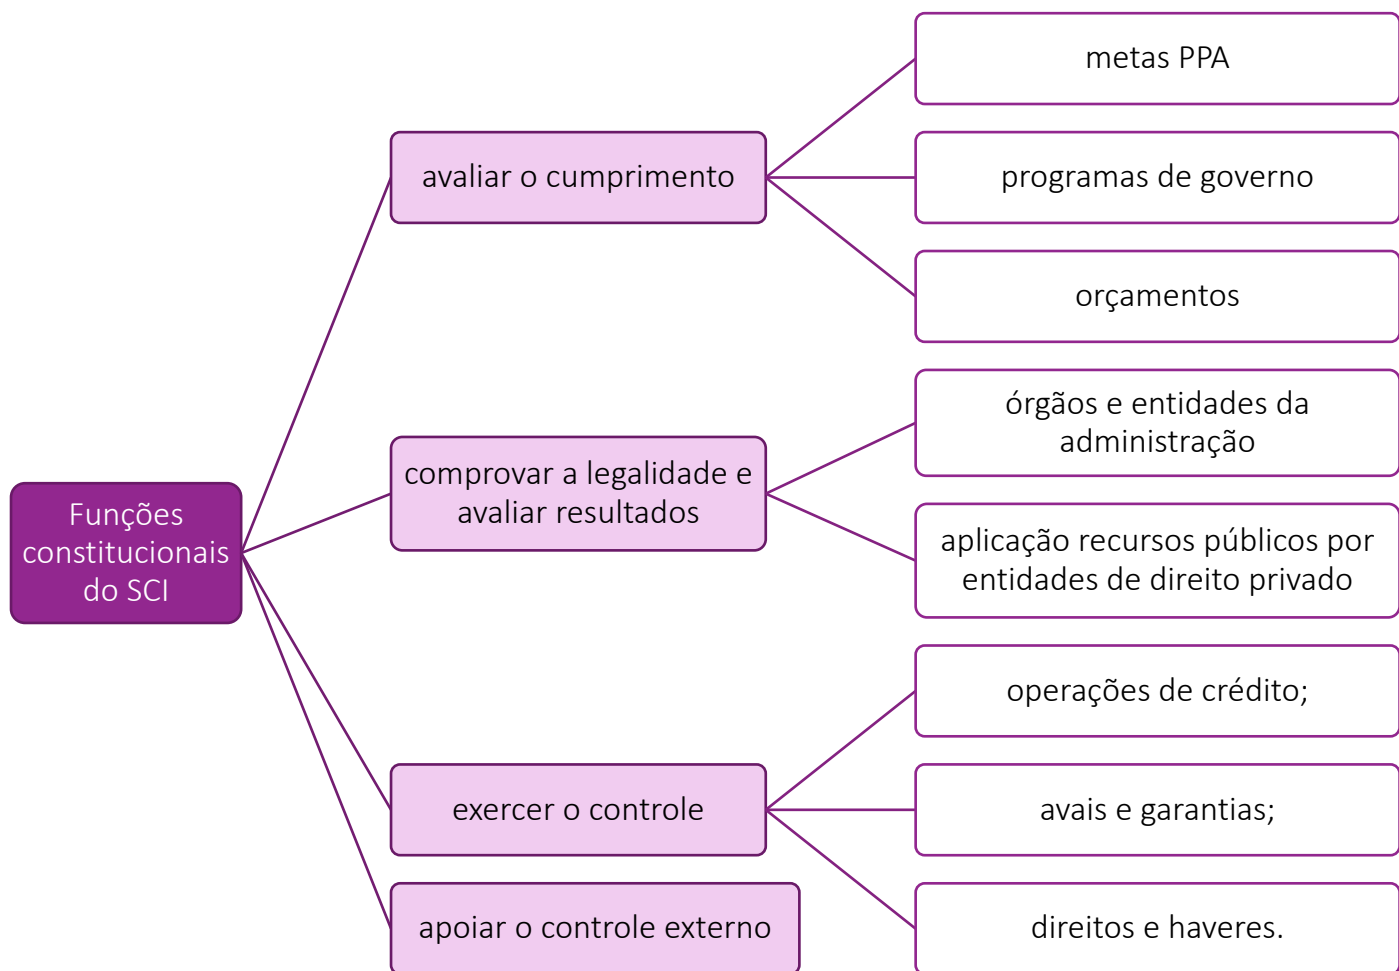 Funções
constitucionais
do SCI
avaliar o cumprimento
metas PPA
programas de governo
orçamentos
comprovar a legalidade e
avaliar resultados
órgãos e entidades da
administração
aplicação recursos públicos por
entidades de direito privado
exercer o controle
operações de crédito;
avais e garantias;
direitos e haveres.
apoiar o controle externo